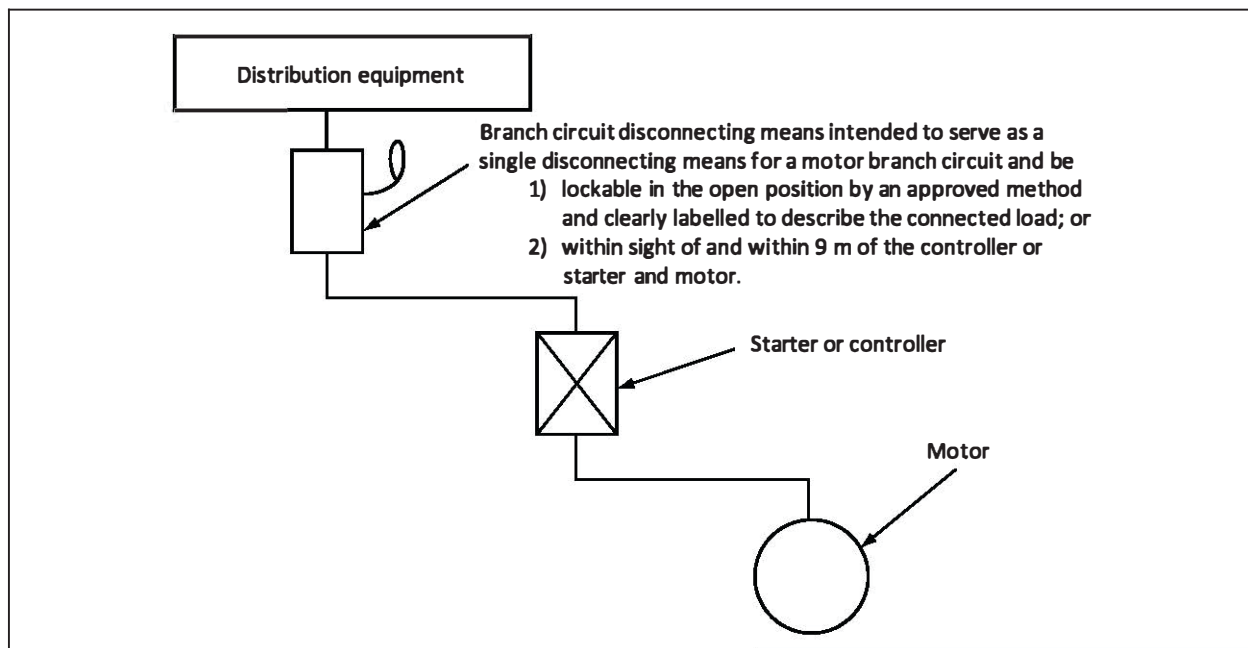 Distribution equipment
Branch circuit disconnecting means intended to serve as a
single disconnecting means for a motor branch circuit and be
1) lockable in the open position by an approved method
and clearly labelled to describe the connected load; or
2) within sight of and within 9 m of the controller or
starter and motor.
Starter or controller
Motor